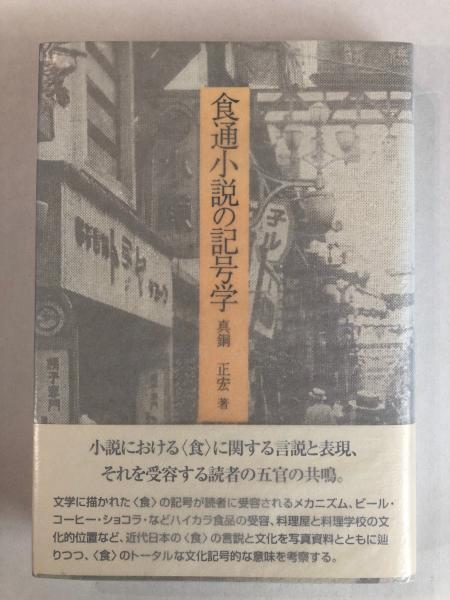 食通小説の記号学
真銅 正宏 著
帽子専門
小説における〈食〉に関する言説と表現、
それを受容する読者の五官の共鳴。
文学に描かれた〈食〉の記号が読者に受容されるメカニズム、ビール・
コーヒー・ショコラ・などハイカラ食品の受容、料理屋と料理学校の文
化的位置など、近代日本の〈食〉の言説と文化を写真資料とともに辿
りつつ、〈食〉のトータルな文化記号的な意味を考察する。